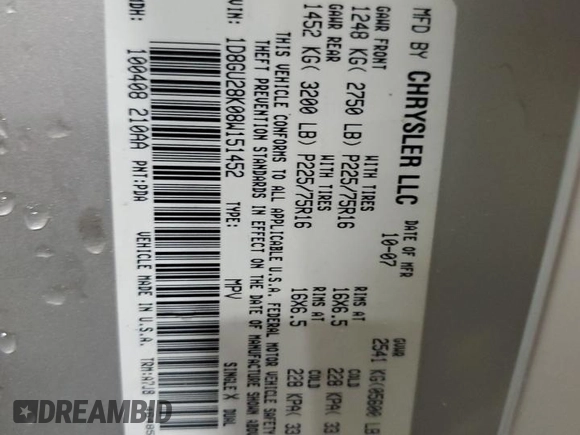 MFD BY CHRYSLER LLC
DATE OF MFR
10-07
GVWR
2541 KG(05600 LB
GAWR FRONT
1248 KG( 2750 LB)
WITH TIRES
P225/75R16
RIMS AT
16X6.5
COLD
228 KPA( 33
GAWR REAR
1452 KG( 3200 LB)
WITH TIRES
P225/75R16
RIMS AT
16X6.5
COLD
228 KPA( 33
THIS VEHICLE CONFORMS TO ALL APPLICABLE U.S.A. FEDERAL MOTOR VEHICLE SAFETY
THEFT PREVENTION STANDARDS IN EFFECT ON THE DATE OF MANUFACTURE SHOWN ABOV
VIN: 1D8GU28K08W151452 TYPE: MPV SINGLE X DUAL
100408 210AA PNT:PDA VEHICLE MADE IN U.S.A. TRM:A7J8
MDH:
DREAMBID